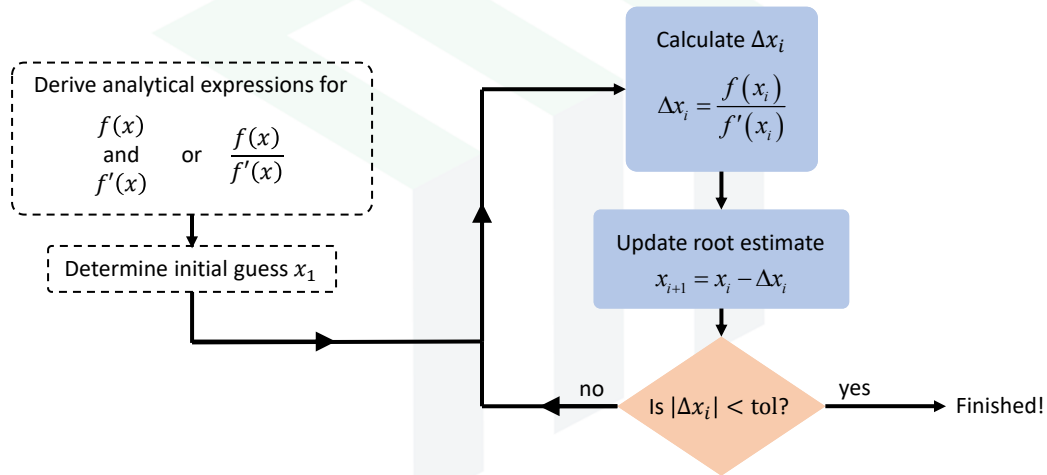 Derive analytical expressions for
f(x)
and
f'(x)
or
f(x)
f'(x)
Determine initial guess x₁
Calculate Δxᵢ
Δxᵢ = f(xᵢ) / f'(xᵢ)
Update root estimate
xᵢ₊₁ = xᵢ − Δxᵢ
Is |Δxᵢ| < tol?
no
yes
Finished!